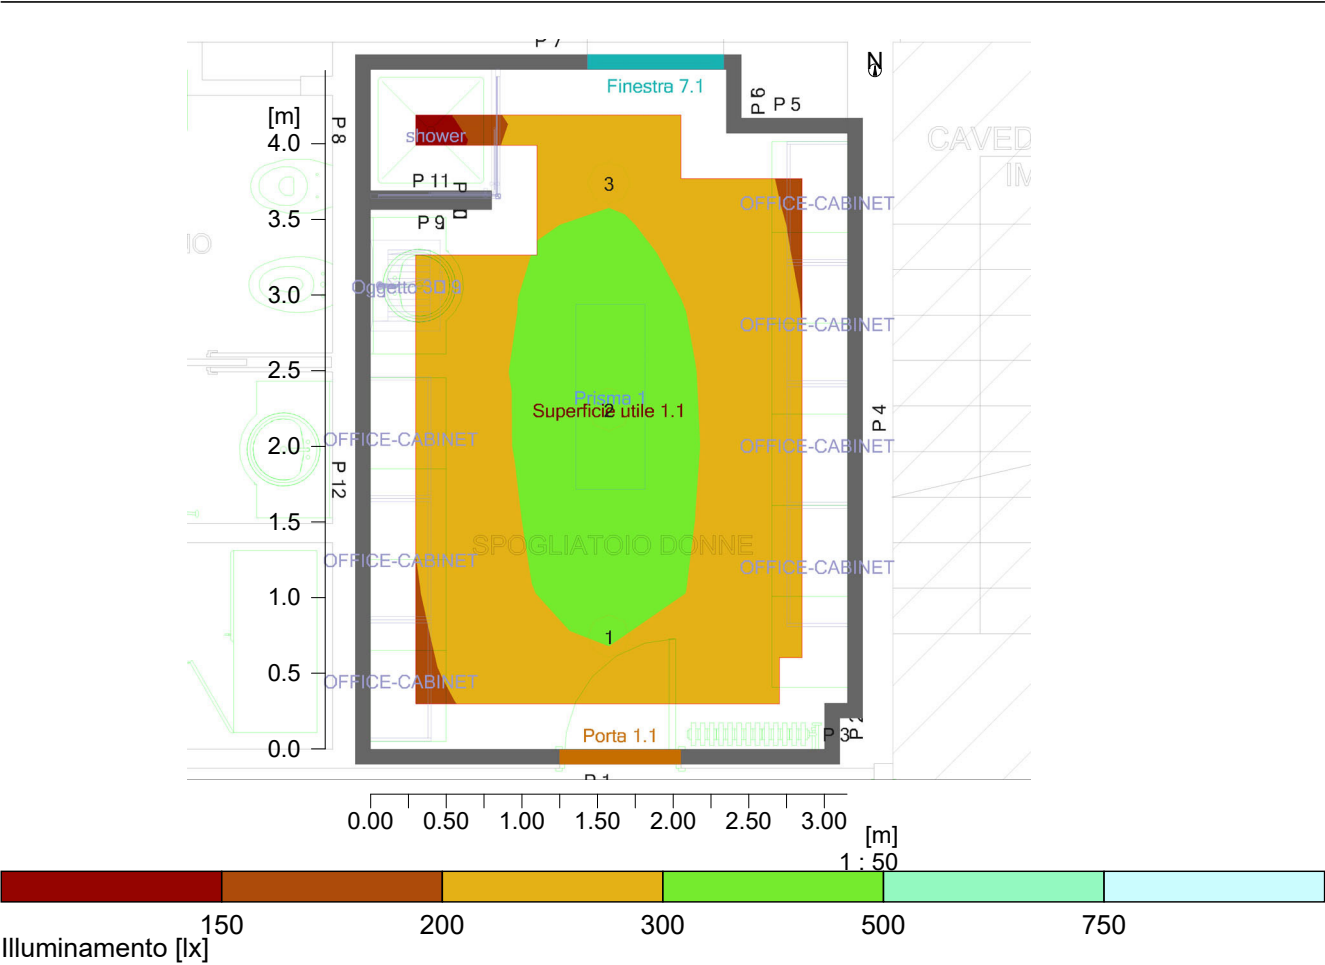 P 7
N
Finestra 7.1
P 6
P 5
[m]
P 8
shower
CAVED
IM
4.0
P 11
3
OFFICE-CABINET
P 9
3.5
IO
3.0
Oggetto 3D 9
OFFICE-CABINET
2.5
Prisma 1
2
Superficie utile 1.1
P 4
OFFICE-CABINET
2.0
OFFICE-CABINET
P 12
1.5
SPOGLIATOIO DONNE
OFFICE-CABINET
OFFICE-CABINET
1.0
1
0.5
OFFICE-CABINET
Porta 1.1
P 3
P 2
0.0
P 1
0.00 0.50 1.00 1.50 2.00 2.50 3.00
[m]
1 : 50
150 200 300 500 750
Illuminamento [lx]